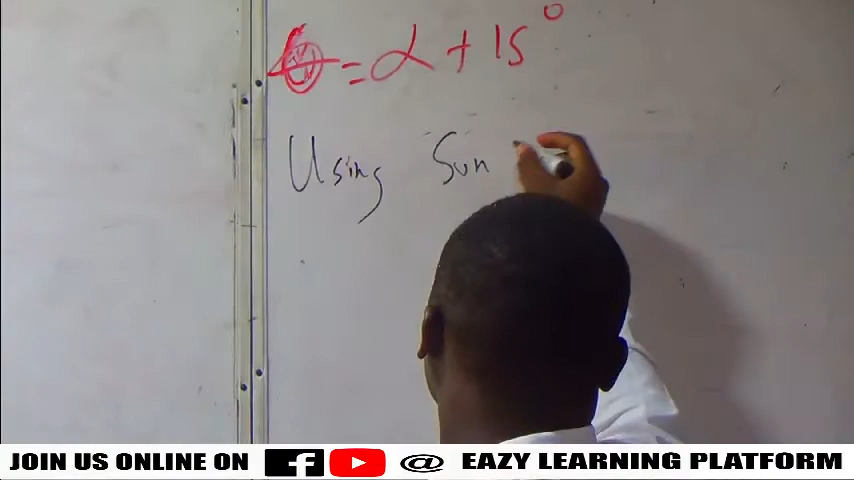 = α + 15°
Using Sun
JOIN US ONLINE ON @ EAZY LEARNING PLATFORM